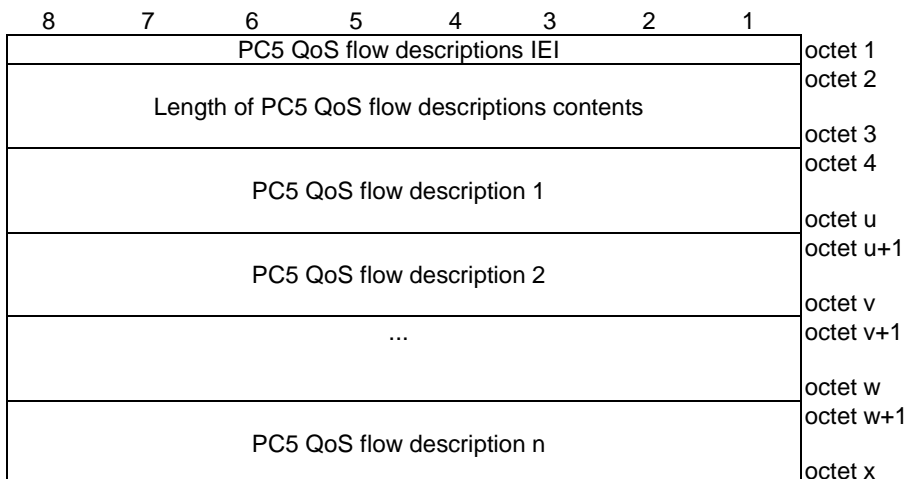 8 7 6 5 4 3 2 1
PC5 QoS flow descriptions IEI octet 1
octet 2
Length of PC5 QoS flow descriptions contents
octet 3
octet 4
PC5 QoS flow description 1
octet u
octet u+1
PC5 QoS flow description 2
octet v
... octet v+1
octet w
octet w+1
PC5 QoS flow description n
octet x